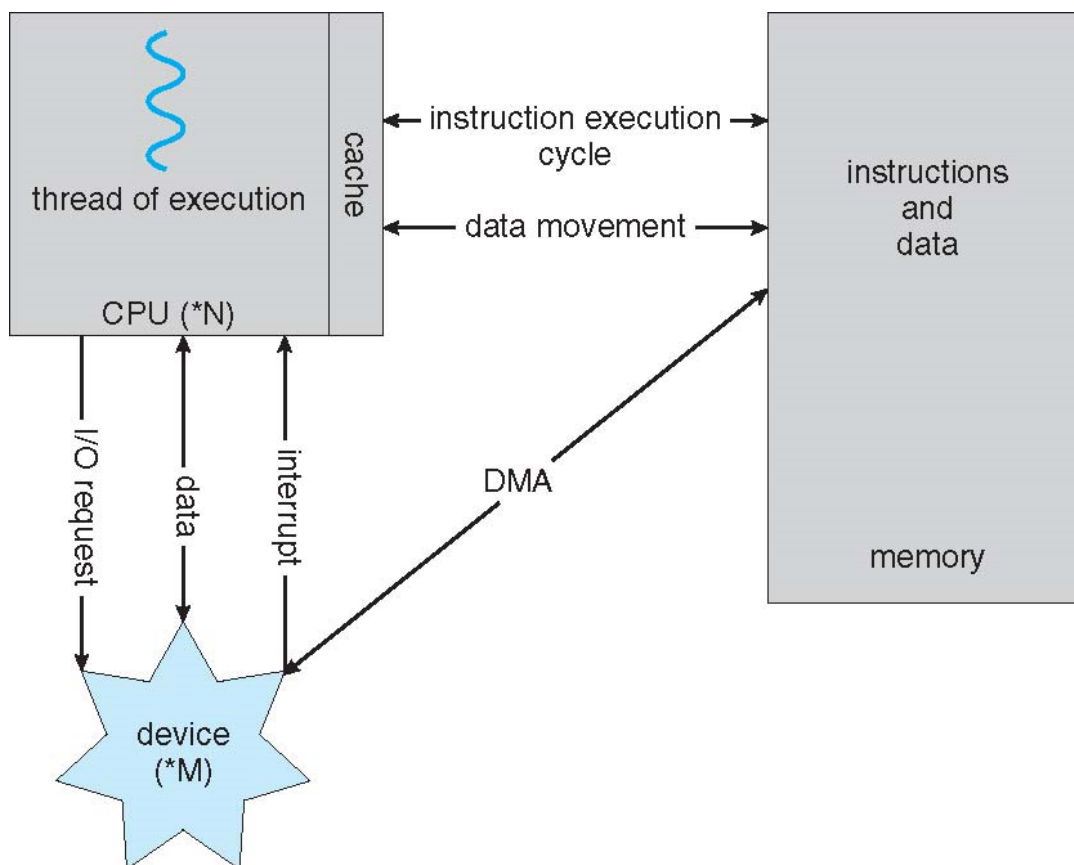 thread of execution
cache
CPU (*N)
instruction execution
cycle
data movement
instructions
and
data
memory
I/O request
data
interrupt
DMA
device
(*M)